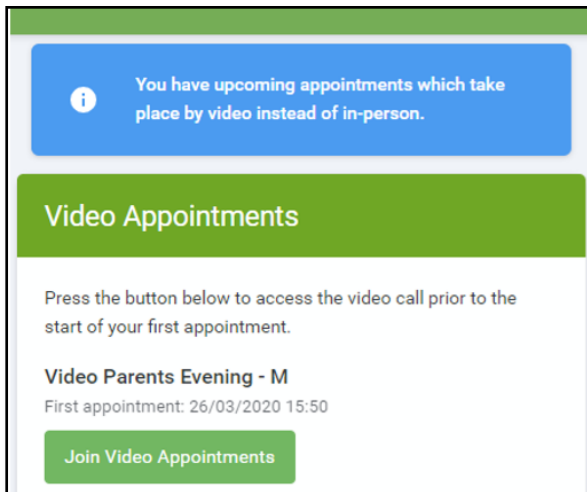 You have upcoming appointments which take
place by video instead of in-person.
Video Appointments
Press the button below to access the video call prior to the
start of your first appointment.
Video Parents Evening - M
First appointment: 26/03/2020 15:50
Join Video Appointments